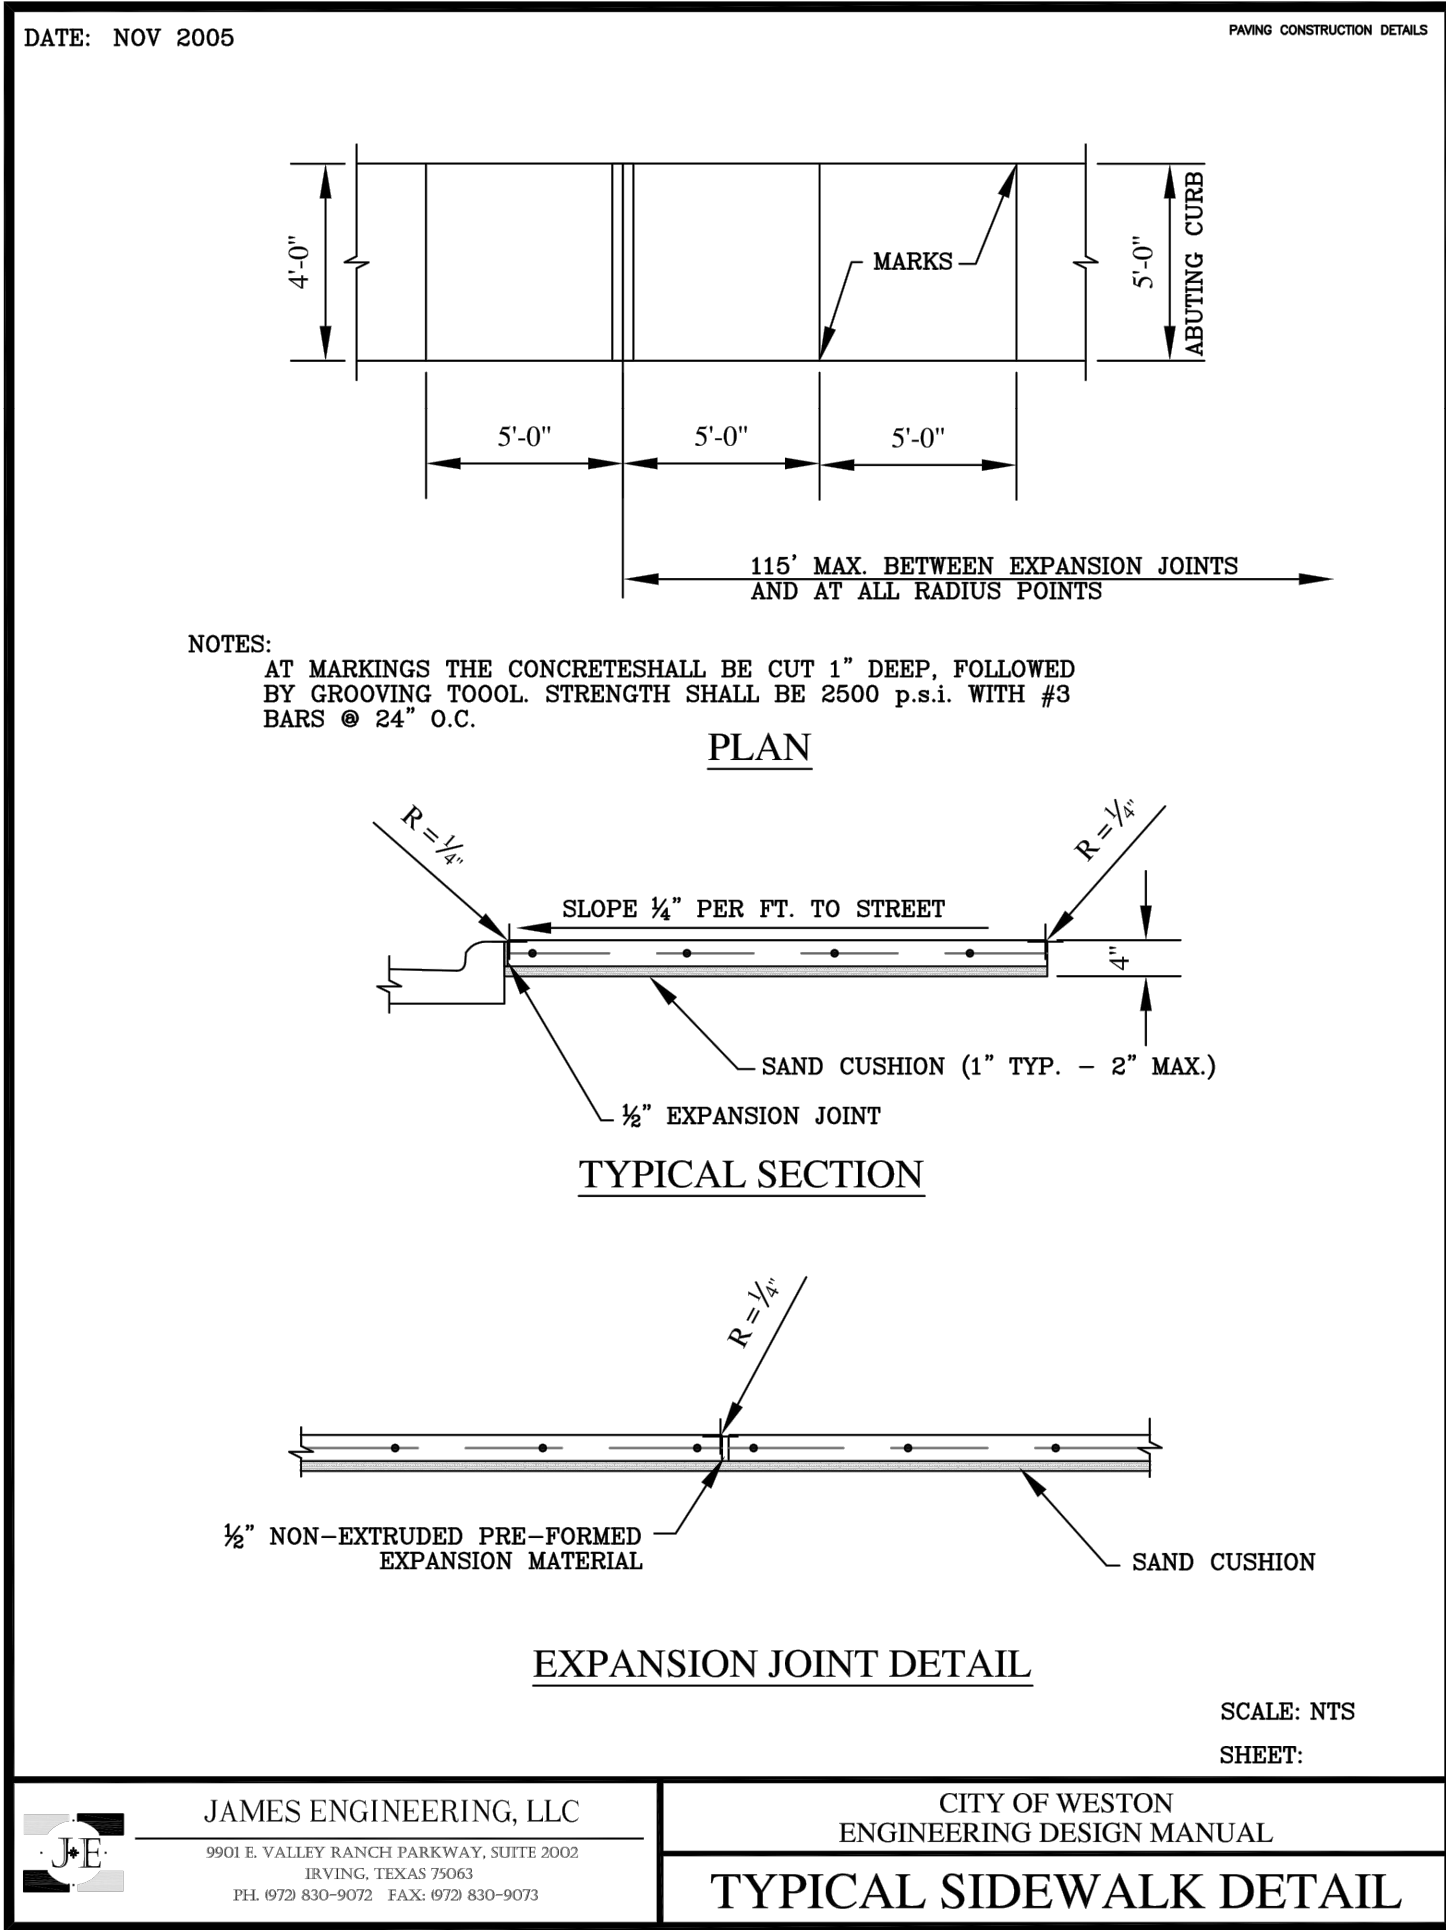 DATE: NOV 2005
PAVING CONSTRUCTION DETAILS
4'-0"
MARKS
5'-0"
ABUTING CURB
5'-0"
5'-0"
5'-0"
115' MAX. BETWEEN EXPANSION JOINTS
AND AT ALL RADIUS POINTS
NOTES:
AT MARKINGS THE CONCRETESHALL BE CUT 1" DEEP, FOLLOWED
BY GROOVING TOOOL. STRENGTH SHALL BE 2500 p.s.i. WITH #3
BARS @ 24" O.C.
PLAN
R = 1/4"
R = 1/4"
SLOPE 1/4" PER FT. TO STREET
4"
SAND CUSHION (1" TYP. - 2" MAX.)
1/2" EXPANSION JOINT
TYPICAL SECTION
R = 1/4"
1/2" NON-EXTRUDED PRE-FORMED
EXPANSION MATERIAL
SAND CUSHION
EXPANSION JOINT DETAIL
SCALE: NTS
SHEET:
J E
JAMES ENGINEERING, LLC
9901 E. VALLEY RANCH PARKWAY, SUITE 2002
IRVING, TEXAS 75063
PH. (972) 830-9072 FAX: (972) 830-9073
CITY OF WESTON
ENGINEERING DESIGN MANUAL
TYPICAL SIDEWALK DETAIL